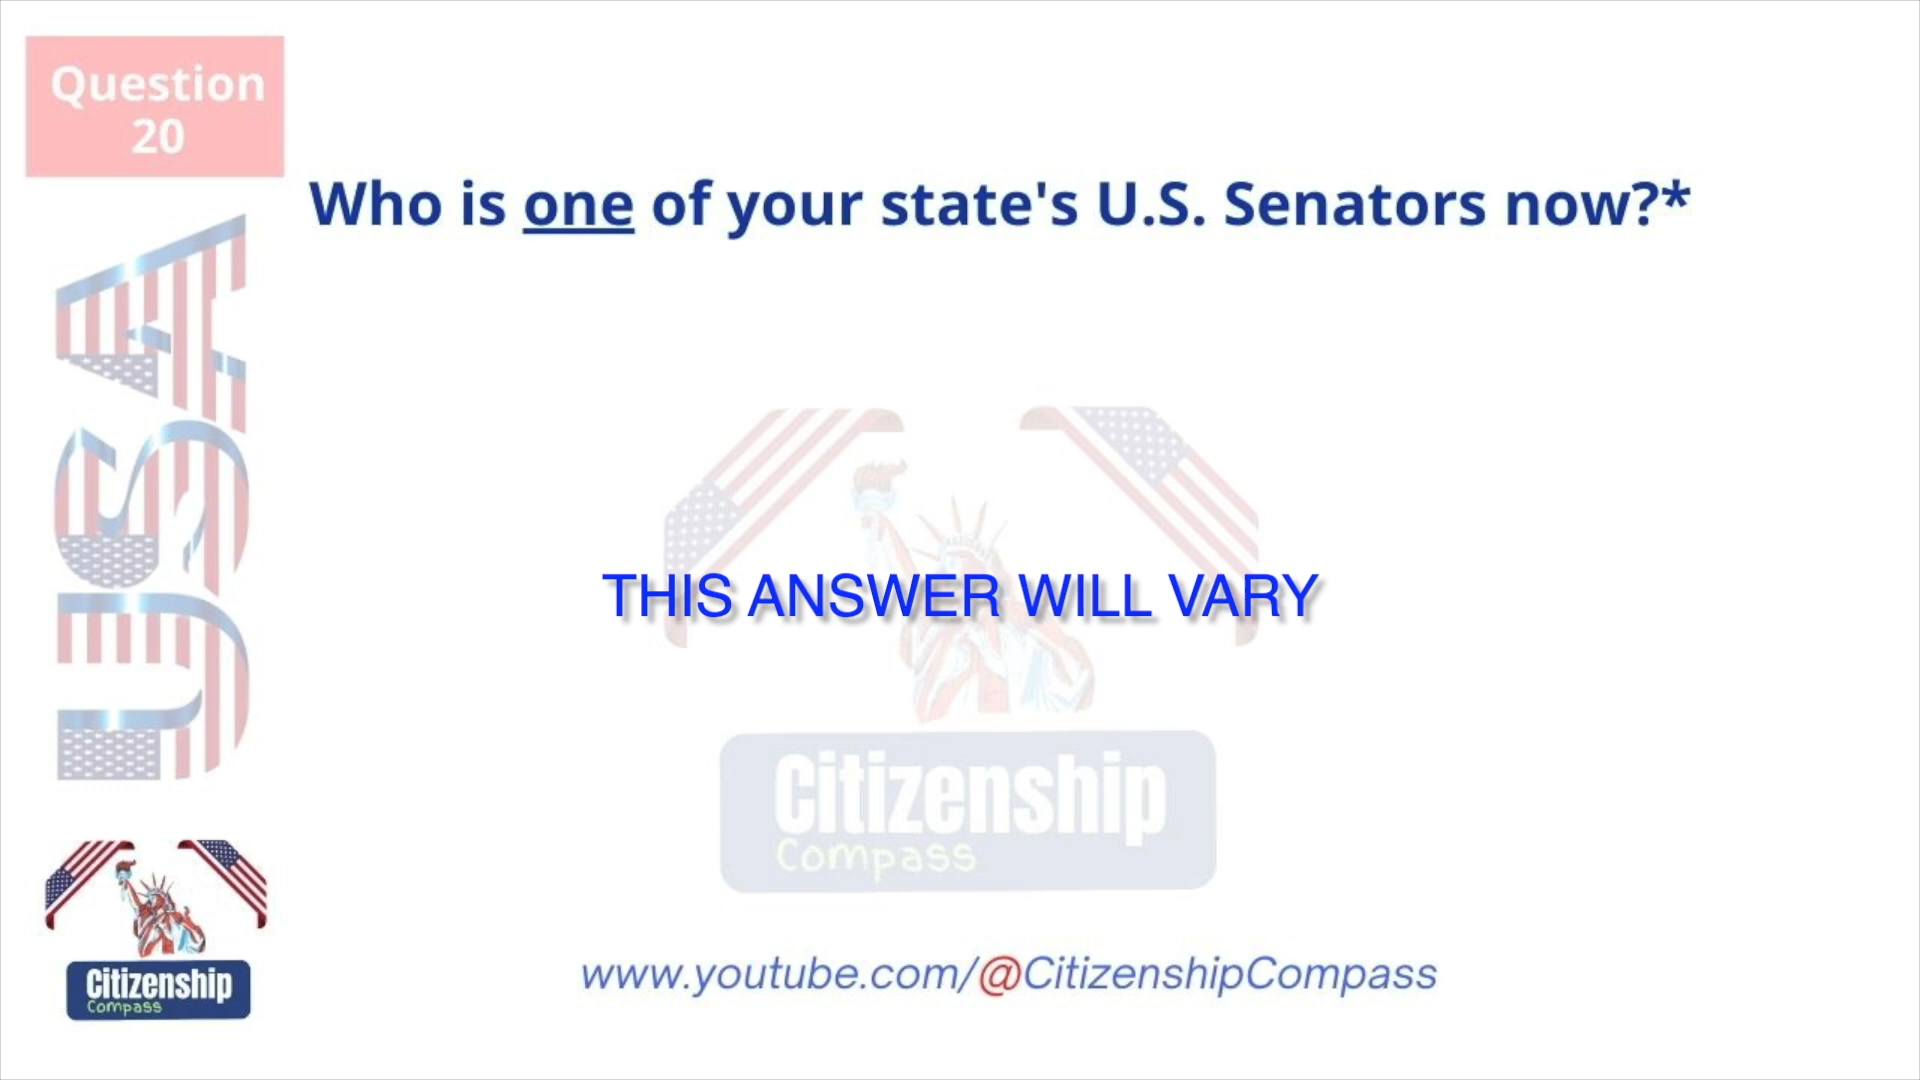 Question
20
Who is one of your state's U.S. Senators now?*
USA
THIS ANSWER WILL VARY
Citizenship
Compass
Citizenship
Compass
www.youtube.com/@CitizenshipCompass